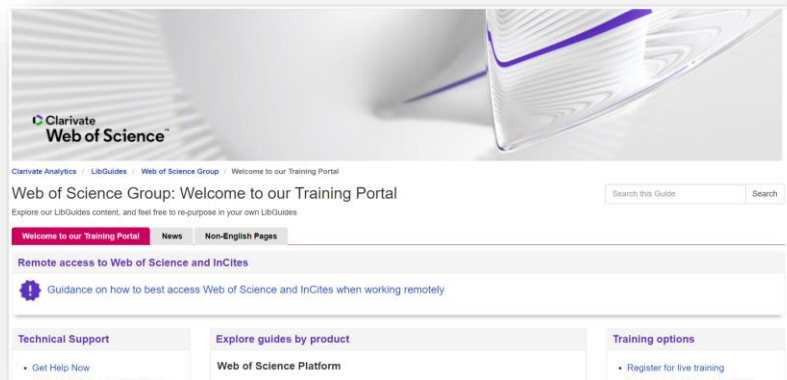 Clarivate
Web of Science™
Clarivate Analytics / LibGuides / Web of Science Group / Welcome to our Training Portal
Web of Science Group: Welcome to our Training Portal
Search this Guide Search
Explore our LibGuides content, and feel free to re-purpose in your own LibGuides
Welcome to our Training Portal News Non-English Pages
Remote access to Web of Science and InCites
Guidance on how to best access Web of Science and InCites when working remotely
Technical Support Explore guides by product Training options
• Get Help Now Web of Science Platform • Register for live training